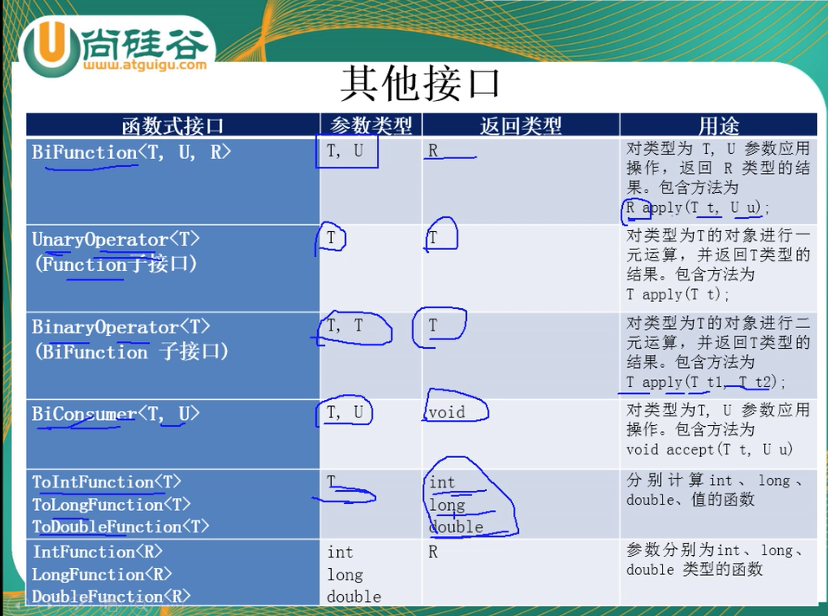 尚硅谷
www.atguigu.com
其他接口
函数式接口 参数类型 返回类型 用途
BiFunction<T, U, R>
T, U
R
对类型为 T, U 参数应用
操作，返回 R 类型的结
果。包含方法为
R apply(T t, U u);
UnaryOperator<T>
(Function子接口)
T
T
对类型为T的对象进行一
元运算，并返回T类型的
结果。包含方法为
T apply(T t);
BinaryOperator<T>
(BiFunction 子接口)
T, T
T
对类型为T的对象进行二
元运算，并返回T类型的
结果。包含方法为
T apply(T t1, T t2);
BiConsumer<T, U>
T, U
void
对类型为T, U 参数应用
操作。包含方法为
void accept(T t, U u)
ToIntFunction<T>
ToLongFunction<T>
ToDoubleFunction<T>
T
int
long
double
分别计算int、long、
double、值的函数
IntFunction<R>
LongFunction<R>
DoubleFunction<R>
int
long
double
R
参数分别为int、long、
double 类型的函数